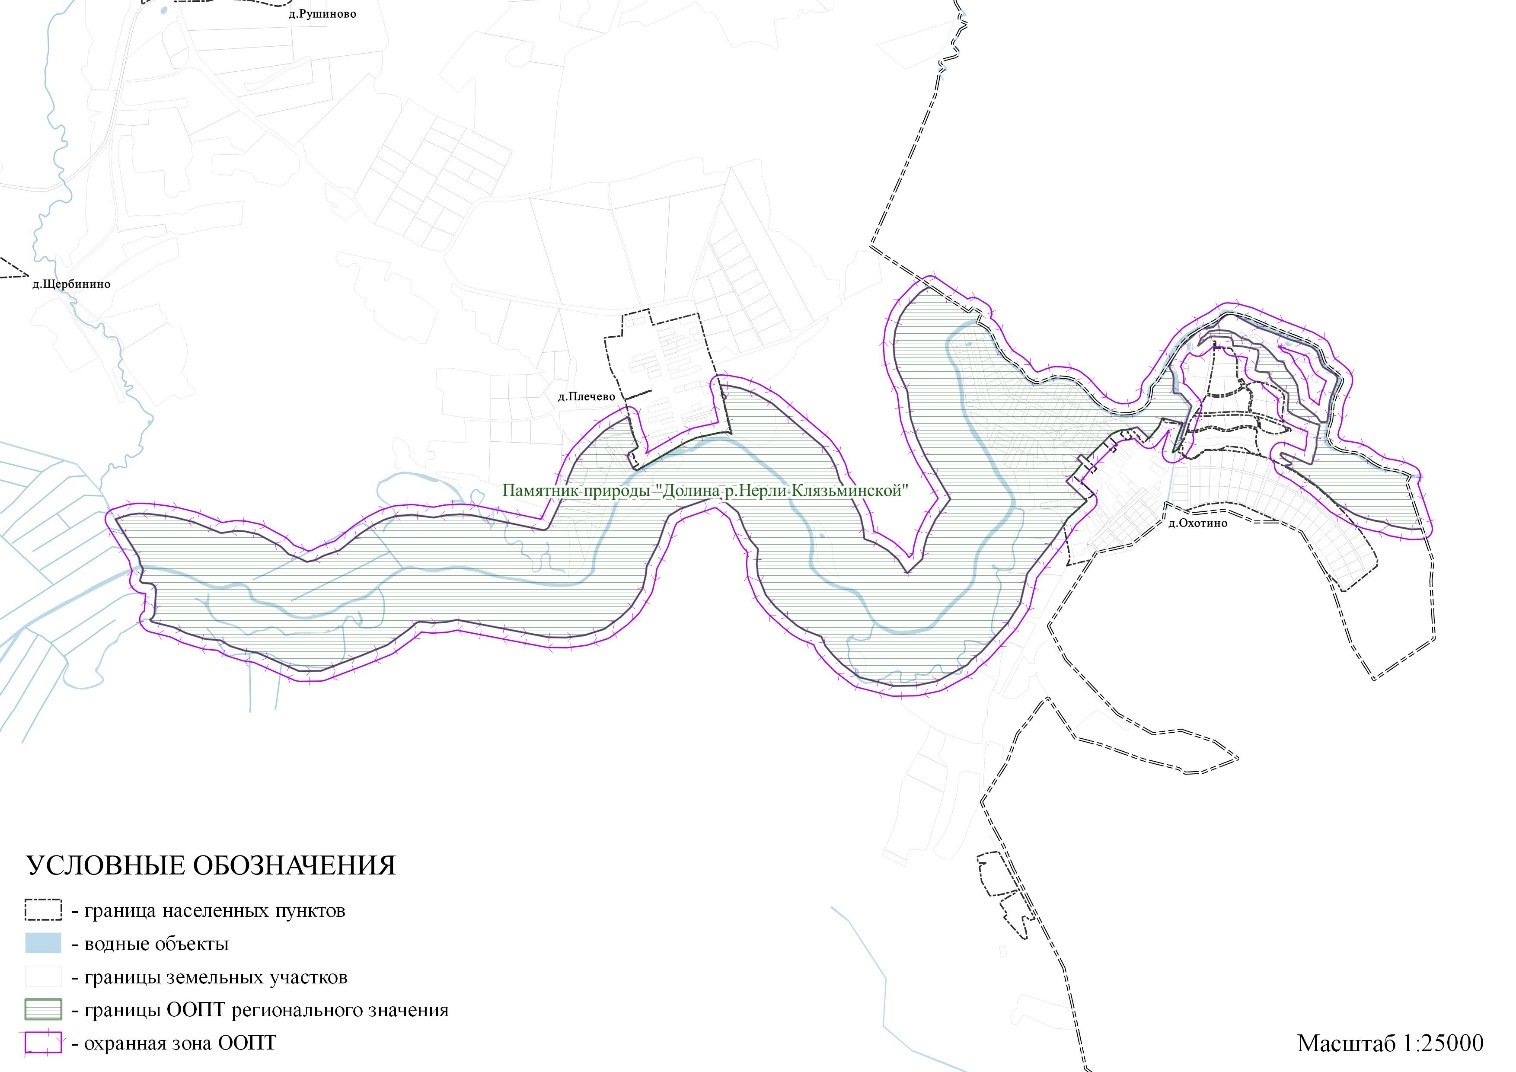 д.Рушиново
д.Щербинино
д.Плечево
Памятник природы "Долина р.Нерли Клязьминской"
д.Охотино
УСЛОВНЫЕ ОБОЗНАЧЕНИЯ
- граница населенных пунктов
- водные объекты
- границы земельных участков
- границы ООПТ регионального значения
- охранная зона ООПТ
Масштаб 1:25000